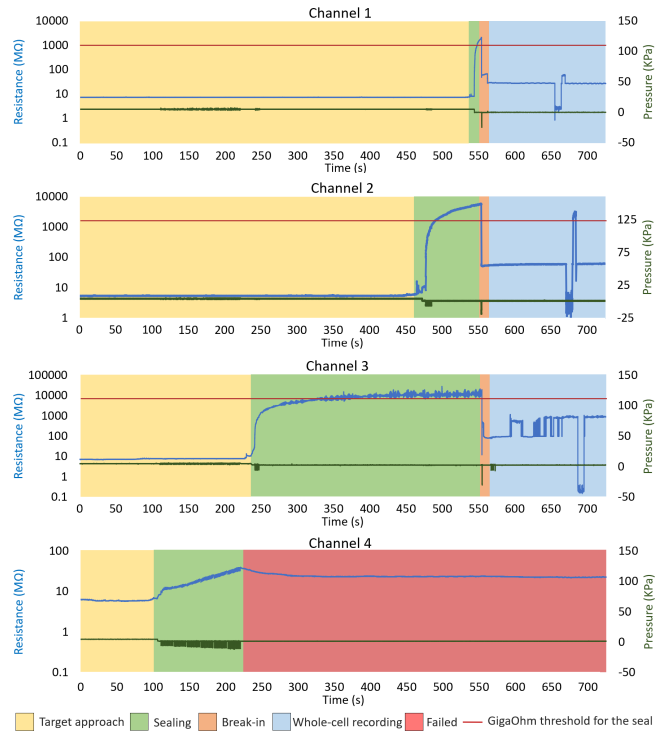 Channel 1
10000
1000
100
10
1
0.1
Resistance (MΩ)
150
100
50
0
-50
Pressure (KPa)
0 50 100 150 200 250 300 350 400 450 500 550 600 650 700
Time (s)
Channel 2
10000
1000
100
10
1
Resistance (MΩ)
125
75
25
-25
Pressure (KPa)
0 50 100 150 200 250 300 350 400 450 500 550 600 650 700
Time (s)
Channel 3
100000
10000
1000
100
10
1
0.1
Resistance (MΩ)
150
100
50
0
-50
Pressure (KPa)
0 50 100 150 200 250 300 350 400 450 500 550 600 650 700
Time (s)
Channel 4
100
10
1
0.1
Resistance (MΩ)
150
100
50
0
-50
Pressure (KPa)
0 50 100 150 200 250 300 350 400 450 500 550 600 650 700
Time (s)
Target approach Sealing Break-in Whole-cell recording Failed GigaOhm threshold for the seal